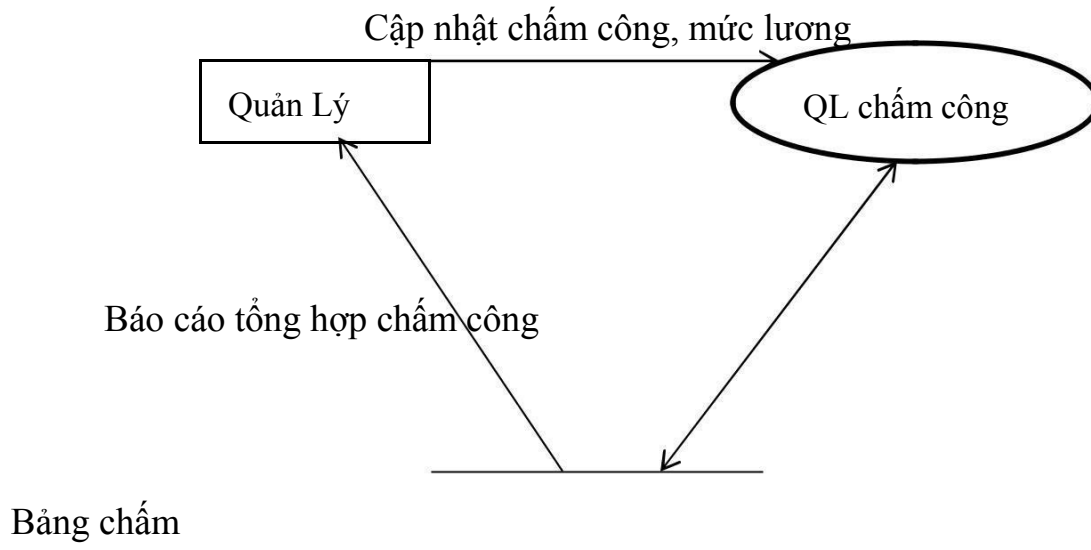 Cập nhật chấm công, mức lương
Quản Lý
QL chấm công
Báo cáo tổng hợp chấm công
Bảng chấm